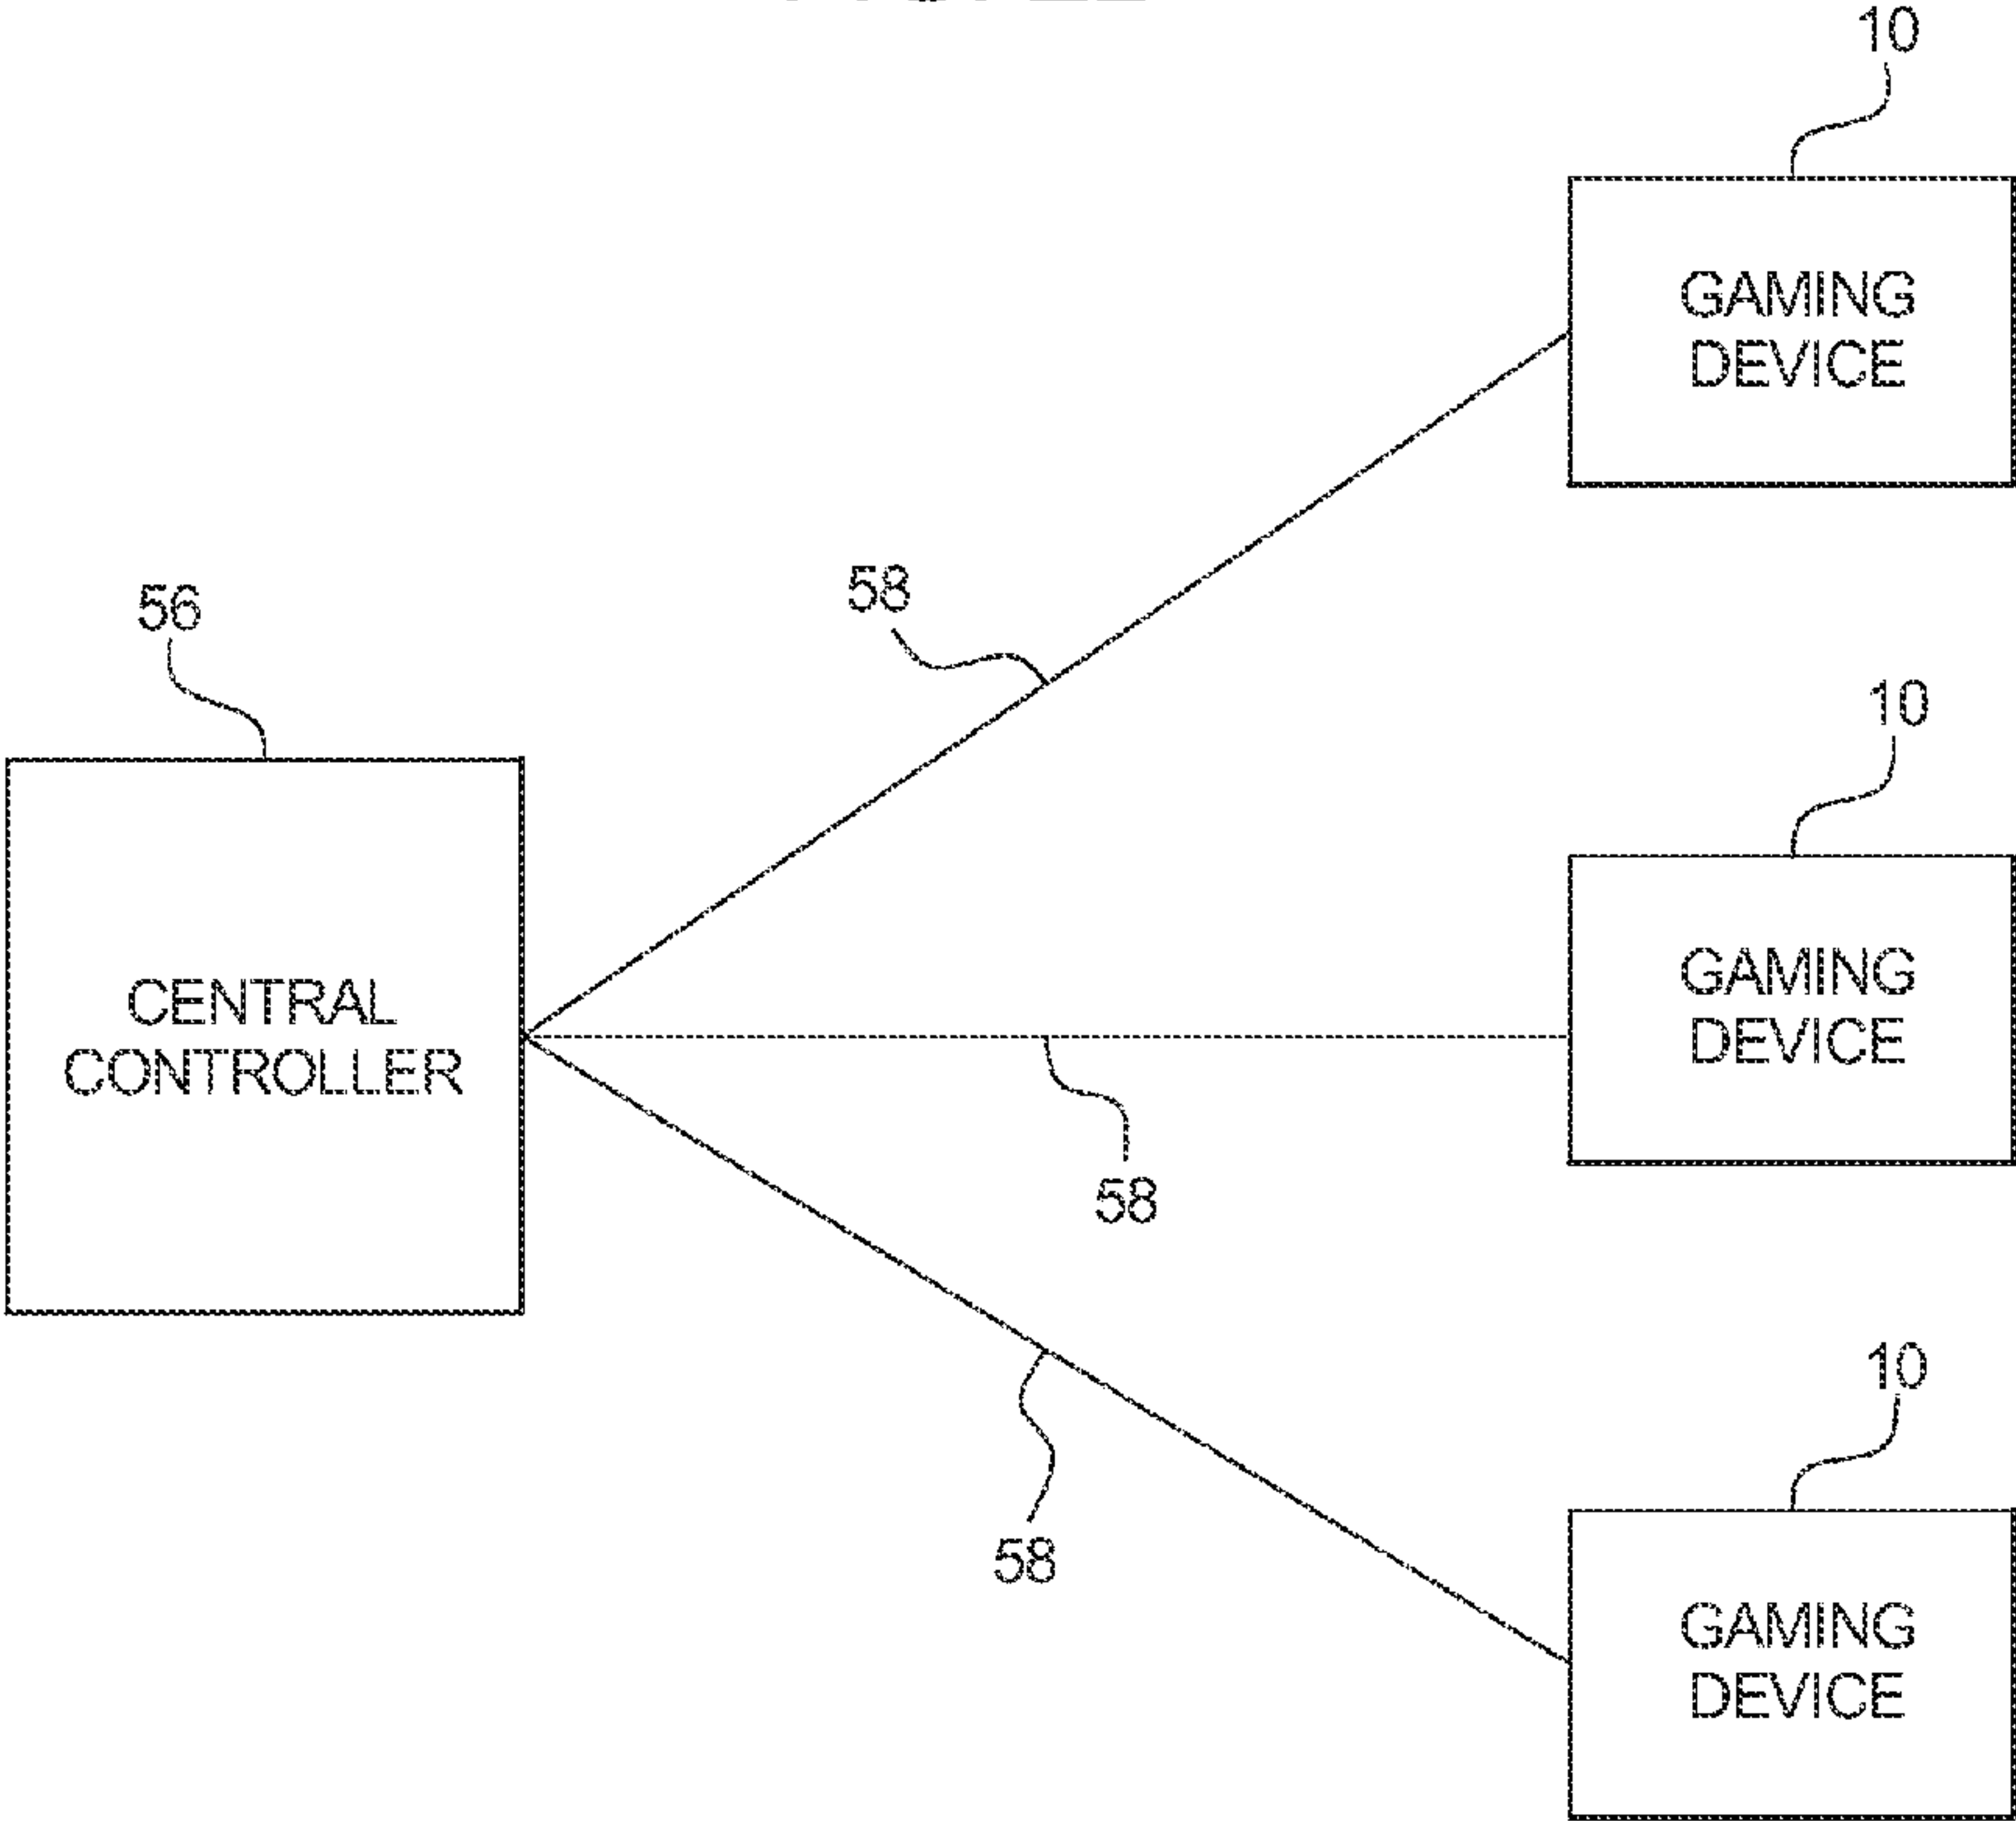 10
GAMING
DEVICE
58
56
10
CENTRAL
CONTROLLER
GAMING
DEVICE
58
10
58
GAMING
DEVICE